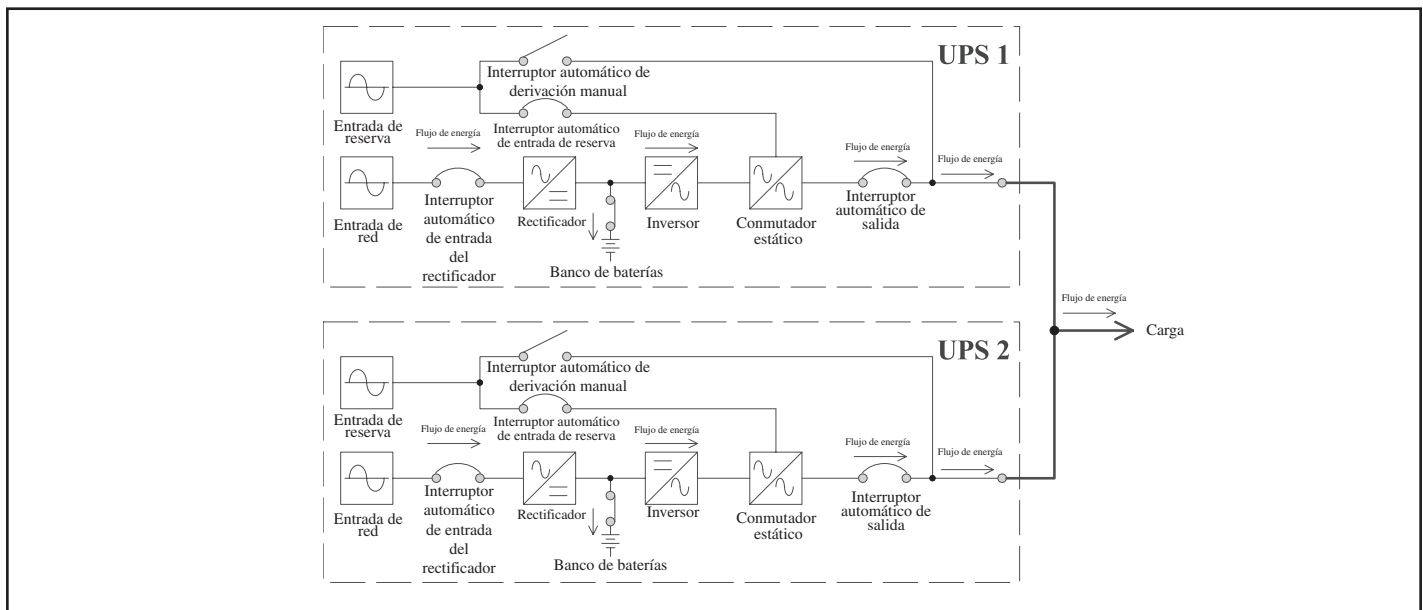 UPS 1
Interruptor automático de
derivación manual
Entrada de
reserva
Flujo de energía
Interruptor automático
de entrada de reserva
Flujo de energía
Flujo de energía
Flujo de energía
Entrada de
red
Interruptor
automático
de entrada
del
rectificador
Rectificador
Inversor
Conmutador
estático
Interruptor
automático de
salida
Banco de baterías
Flujo de energía
Carga
UPS 2
Interruptor automático de
derivación manual
Entrada de
reserva
Flujo de energía
Interruptor automático
de entrada de reserva
Flujo de energía
Flujo de energía
Flujo de energía
Entrada de
red
Interruptor
automático
de entrada
del
rectificador
Rectificador
Inversor
Conmutador
estático
Interruptor
automático de
salida
Banco de baterías